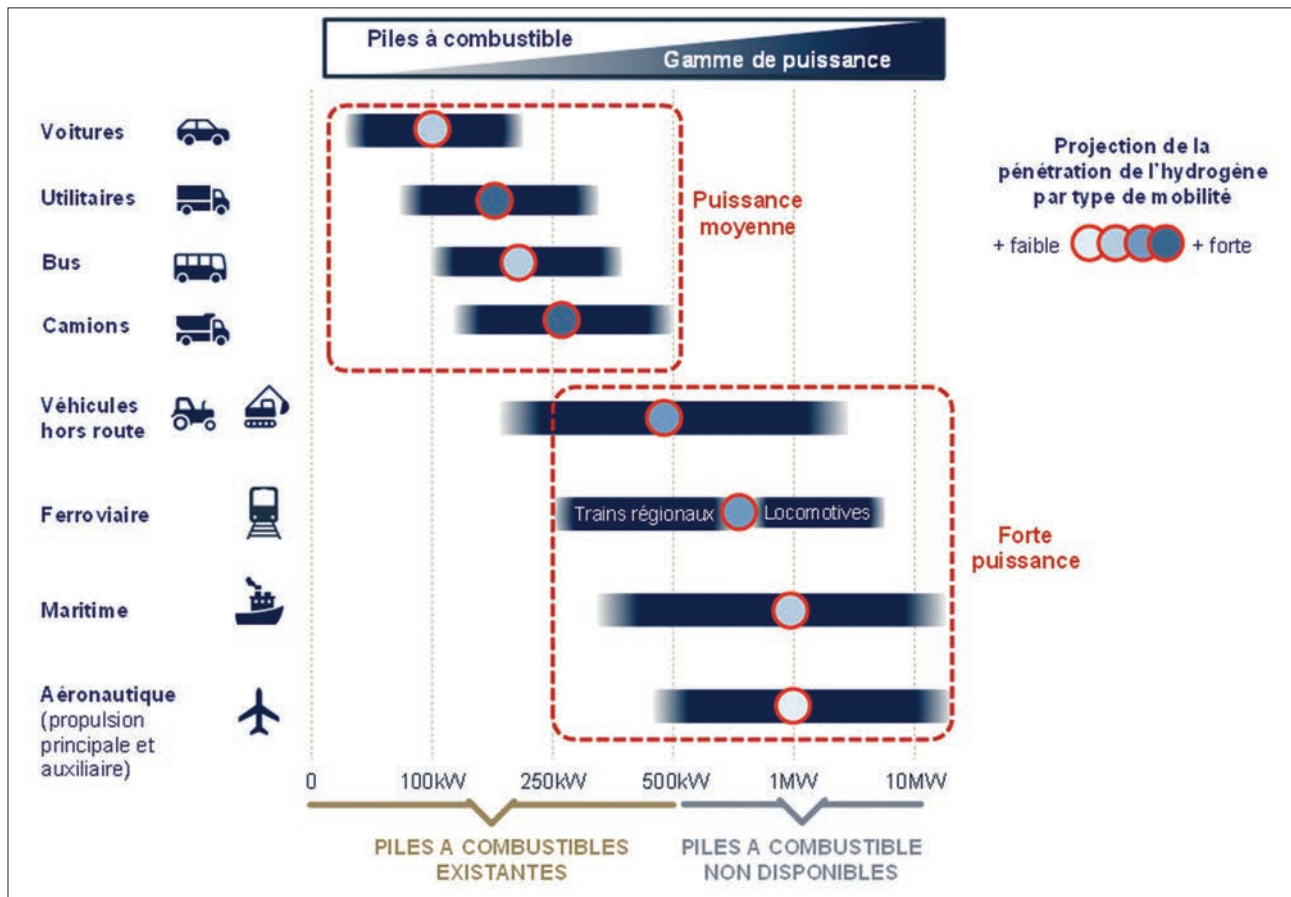 Piles à combustible
Gamme de puissance
Voitures
Utilitaires
Bus
Camions
Puissance
moyenne
Projection de la
pénétration de l'hydrogène
par type de mobilité
+ faible
+ forte
Véhicules
hors route
Ferroviaire
Trains régionaux
Locomotives
Maritime
Aéronautique
(propulsion
principale et
auxiliaire)
Forte
puissance
0
100kW
250kW
500kW
1MW
10MW
PILES A COMBUSTIBLES
EXISTANTES
PILES A COMBUSTIBLE
NON DISPONIBLES